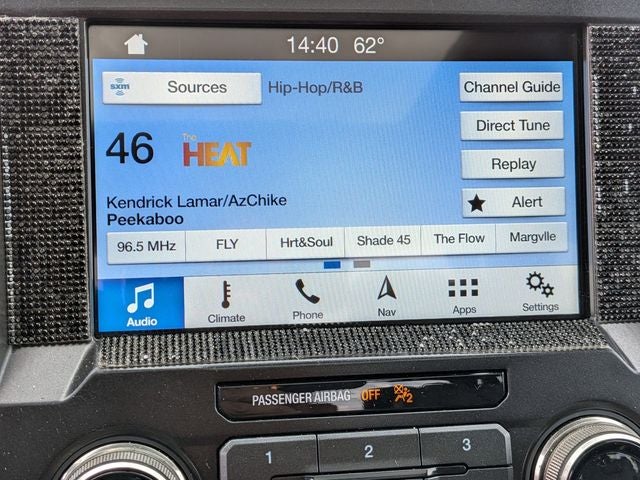 14:40 62°
sxm Sources Hip-Hop/R&B Channel Guide
Direct Tune
46 The HEAT
Replay
Kendrick Lamar/AzChike Alert
Peekaboo
96.5 MHz FLY Hrt&Soul Shade 45 The Flow Margvlle
Audio Climate Phone Nav Apps Settings
PASSENGER AIRBAG OFF 2
1 2 3